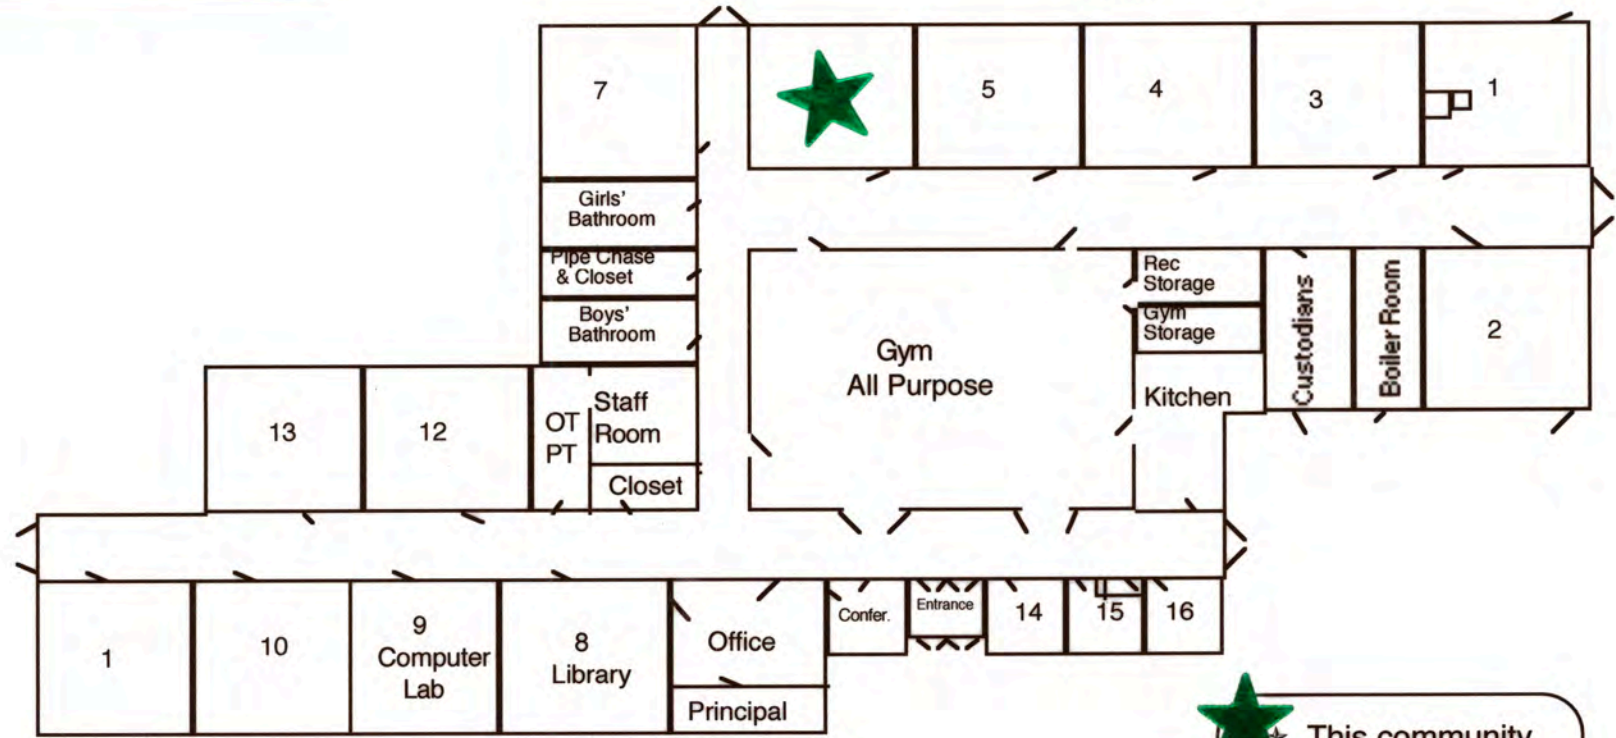 7
5
4
3
1
Girls'
Bathroom
Pipe Chase
& Closet
Boys'
Bathroom
Rec
Storage
Gym
Storage
Custodians
Boiler Room
2
Gym
All Purpose
Kitchen
13
12
OT
PT
Staff
Room
Closet
1
10
9
Computer
Lab
8
Library
Office
Principal
Confer.
Entrance
14
15
16
This community